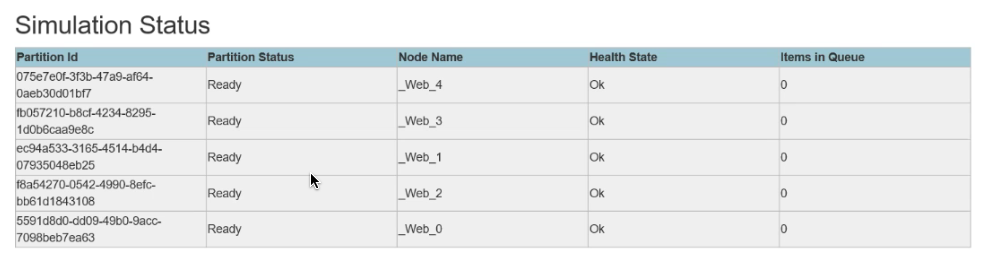 Simulation Status
Partition Id Partition Status Node Name Health State Items in Queue
075e7e0f-3f3b-47a9-af64-
0aeb30d01bf7 Ready _Web_4 Ok 0
fb057210-b8cf-4234-8295-
1d0b6caa9e8c Ready _Web_3 Ok 0
ec94a533-3165-4514-b4d4-
07935048eb25 Ready _Web_1 Ok 0
f8a54270-0542-4990-8efc-
bb61d1843108 Ready _Web_2 Ok 0
5591d8d0-dd09-49b0-9acc-
7098beb7ea63 Ready _Web_0 Ok 0